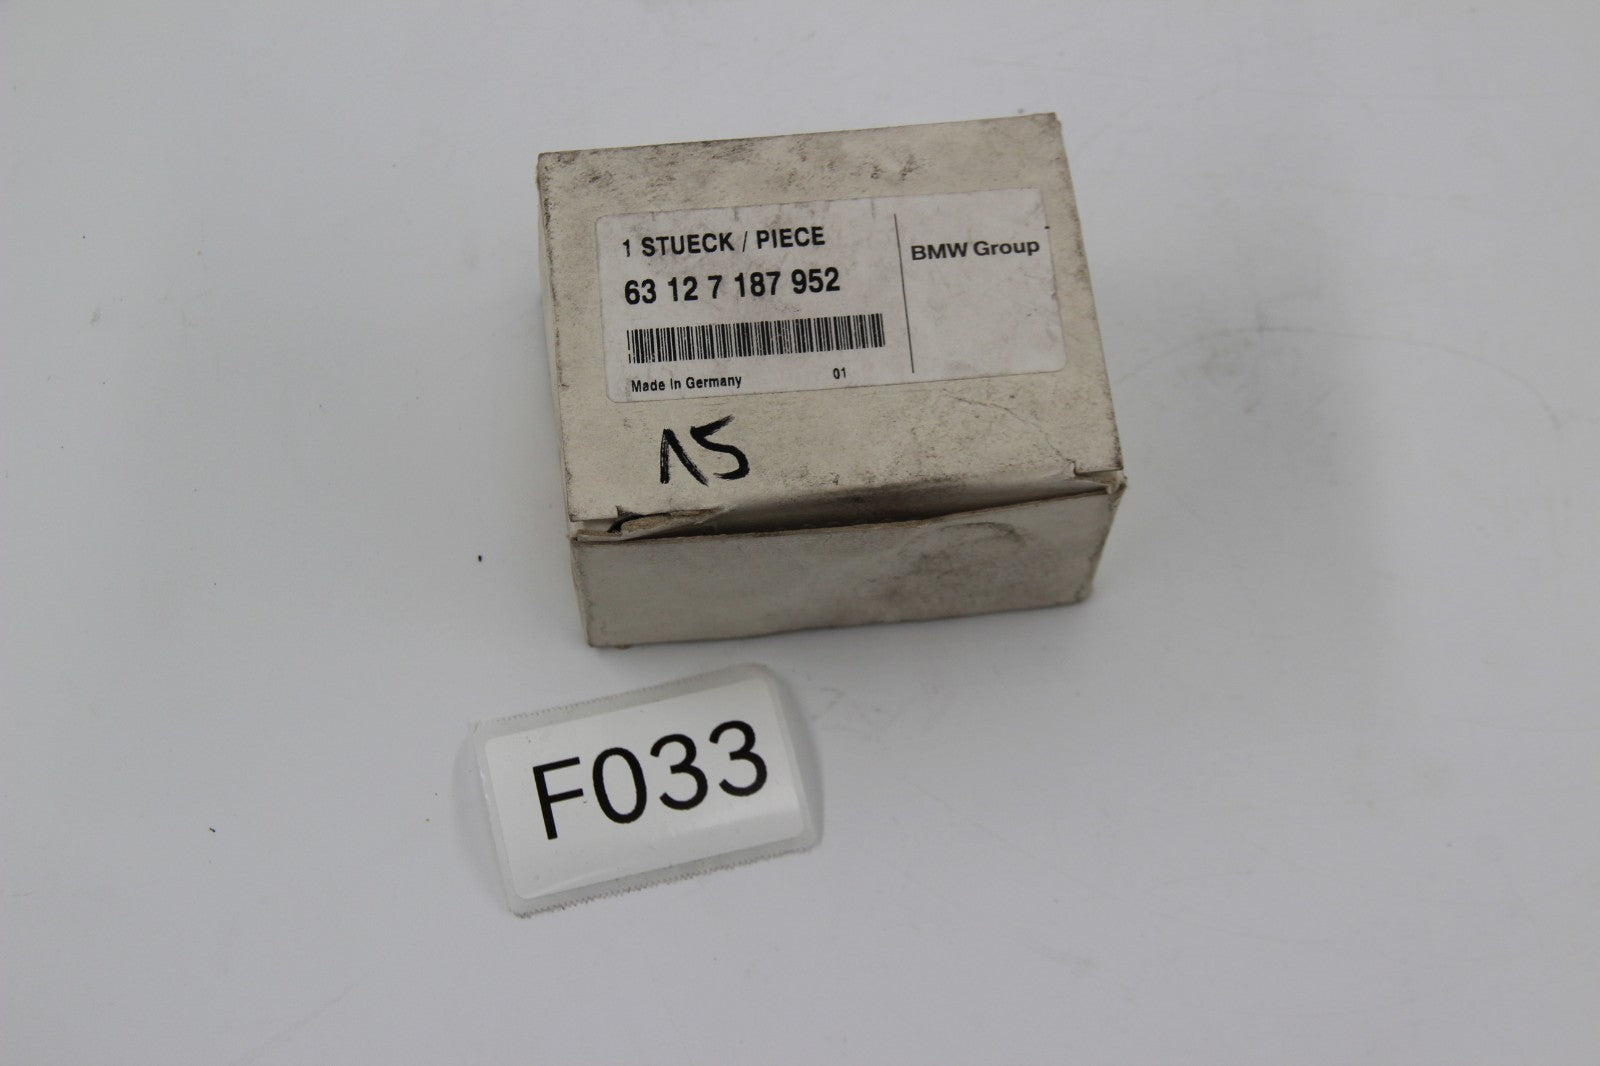 1 STUECK / PIECE
63 12 7 187 952
Made in Germany 01
BMW Group
15
F033